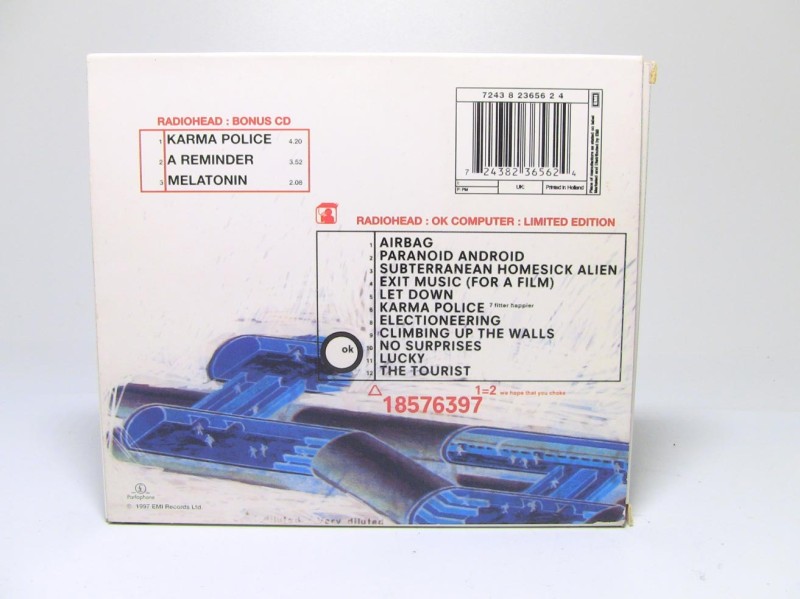 7243 8 23656 2 4
7 24382 36562 4
UK
Printed in Holland
RADIOHEAD : BONUS CD
1 KARMA POLICE 4.20
2 A REMINDER 3.52
3 MELATONIN 2.08
RADIOHEAD : OK COMPUTER : LIMITED EDITION
1 AIRBAG
2 PARANOID ANDROID
3 SUBTERRANEAN HOMESICK ALIEN
4 EXIT MUSIC (FOR A FILM)
5 LET DOWN
6 KARMA POLICE 7 fitter happier
8 ELECTIONEERING
9 CLIMBING UP THE WALLS
10 NO SURPRISES
11 LUCKY
12 THE TOURIST
ok
1=2 we hope that you choke
18576397
Parlophone
℗ 1997 EMI Records Ltd